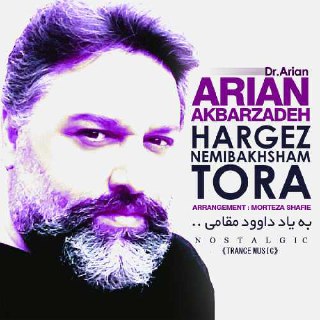 Dr.Arian
ARIAN
AKBARZADEH
HARGEZ
NEMIBAKHSHAM
TORA
ARRANGEMENT : MORTEZA SHAFIE
به یاد داوود مقامی ..
NOSTALGIC
《TRANCE MUSIC》